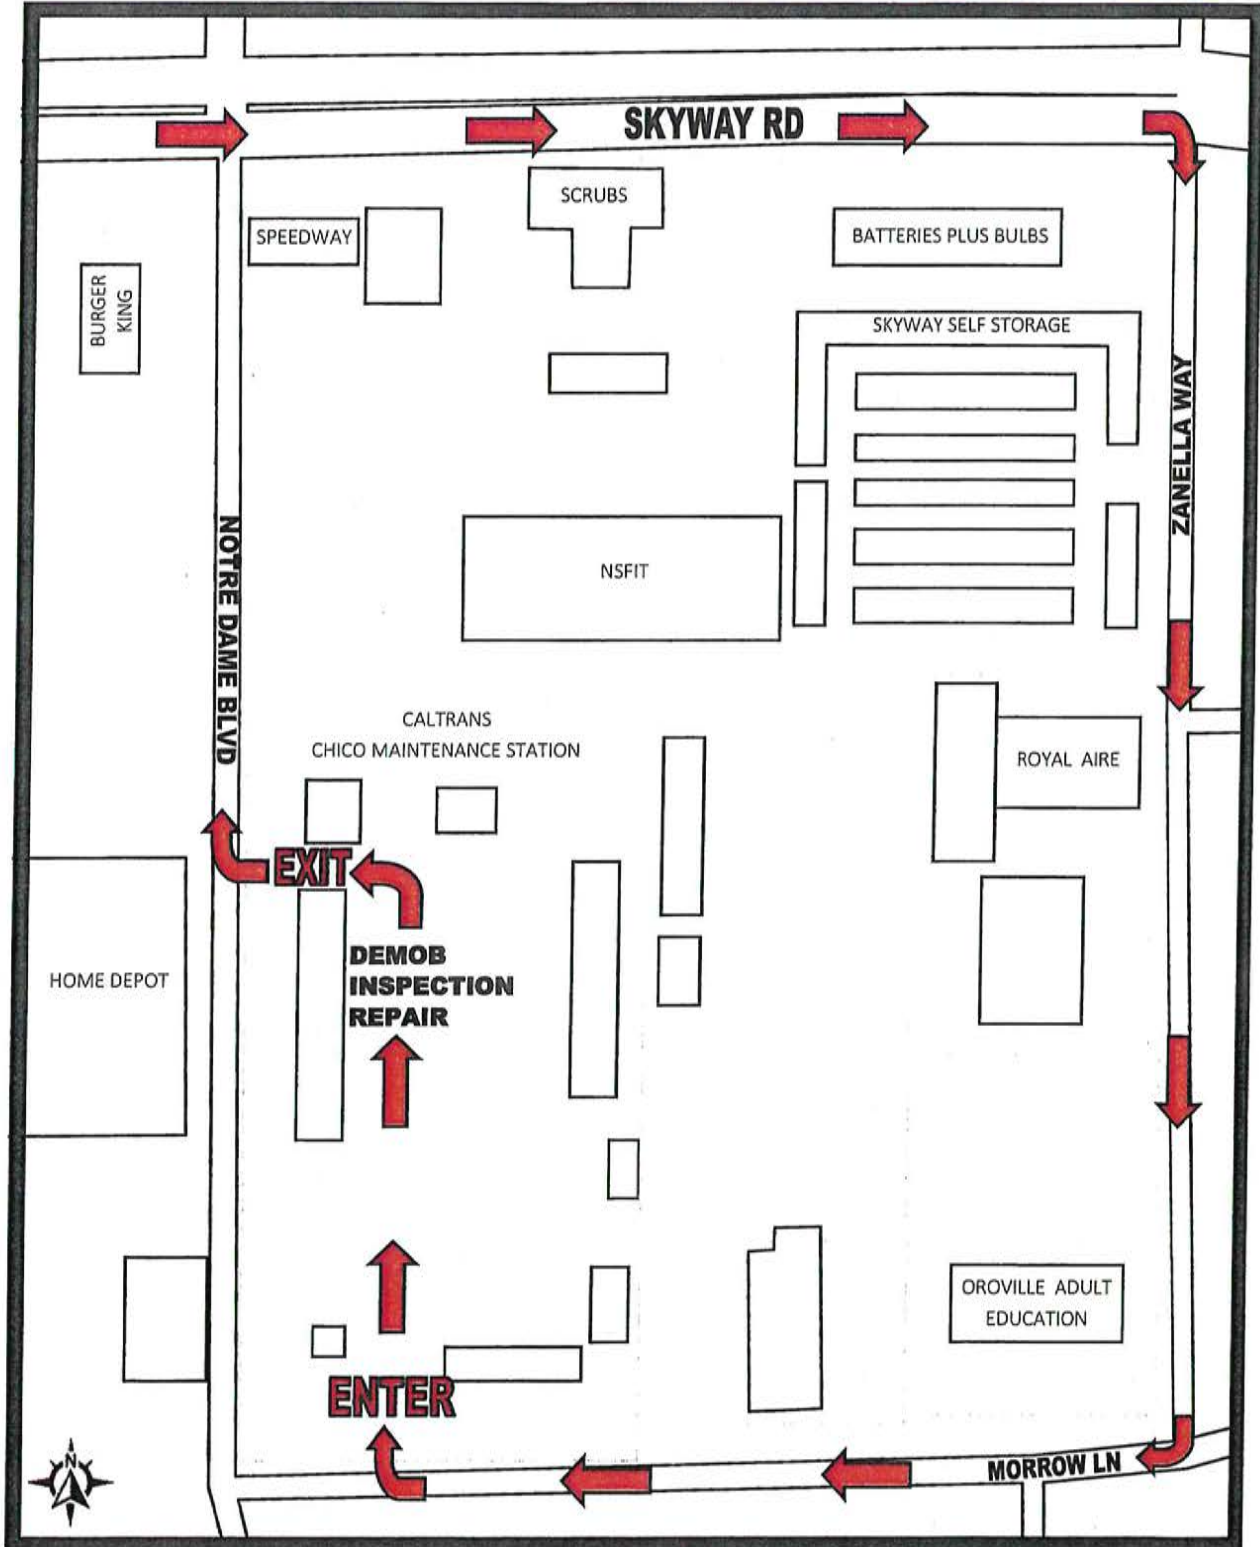 SKYWAY RD
SCRUBS
SPEEDWAY
BATTERIES PLUS BULBS
BURGER
KING
SKYWAY SELF STORAGE
ZANELLA WAY
NOTRE DAME BLVD
NSFIT
CALTRANS
CHICO MAINTENANCE STATION
ROYAL AIRE
EXIT
DEMOB
INSPECTION
REPAIR
HOME DEPOT
OROVILLE ADULT
EDUCATION
ENTER
MORROW LN
N